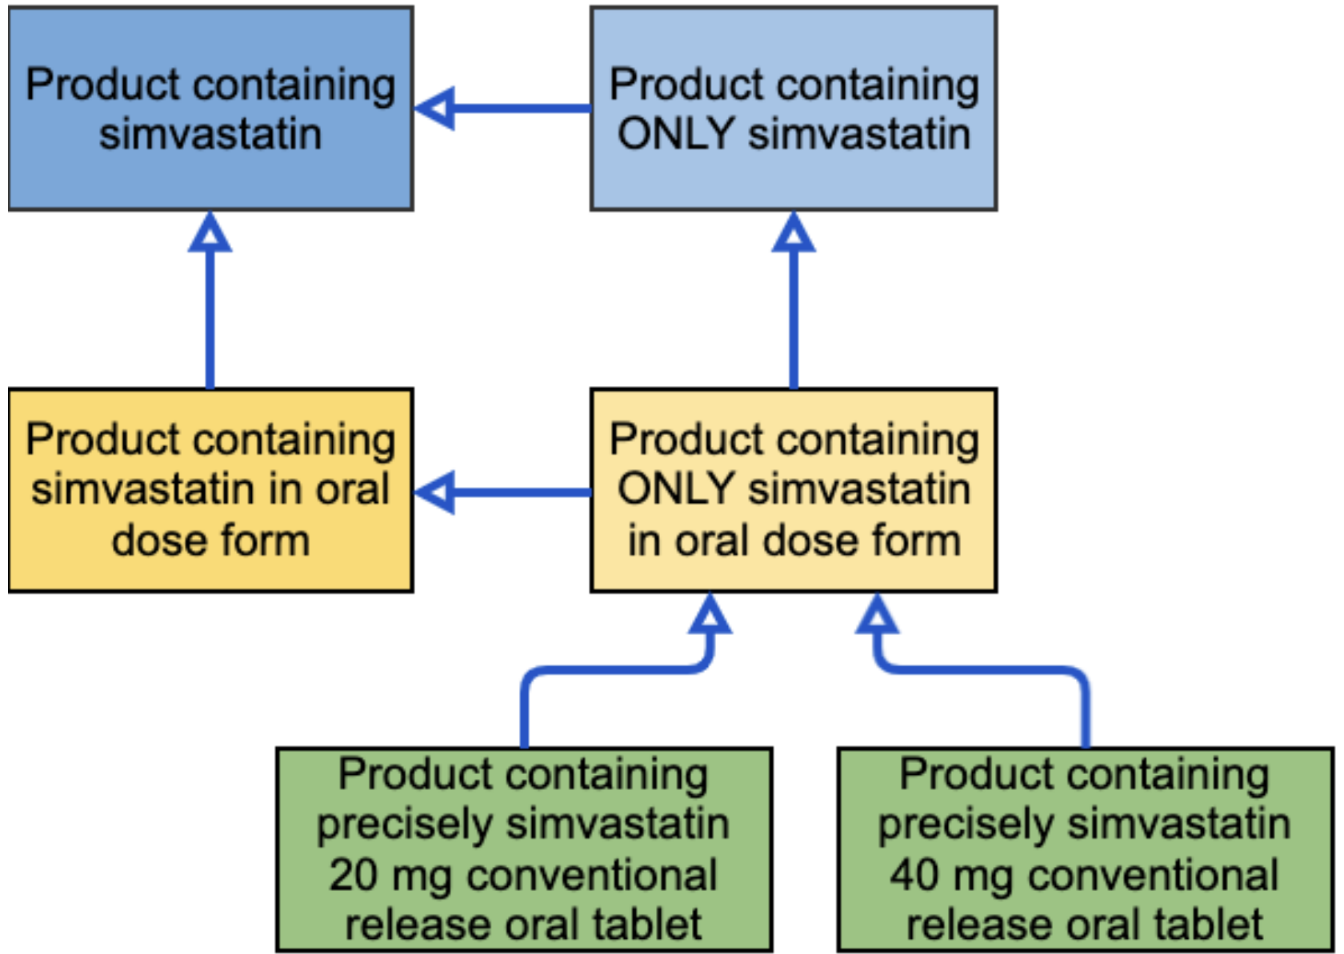 Product containing
simvastatin
Product containing
ONLY simvastatin
Product containing
simvastatin in oral
dose form
Product containing
ONLY simvastatin
in oral dose form
Product containing
precisely simvastatin
20 mg conventional
release oral tablet
Product containing
precisely simvastatin
40 mg conventional
release oral tablet